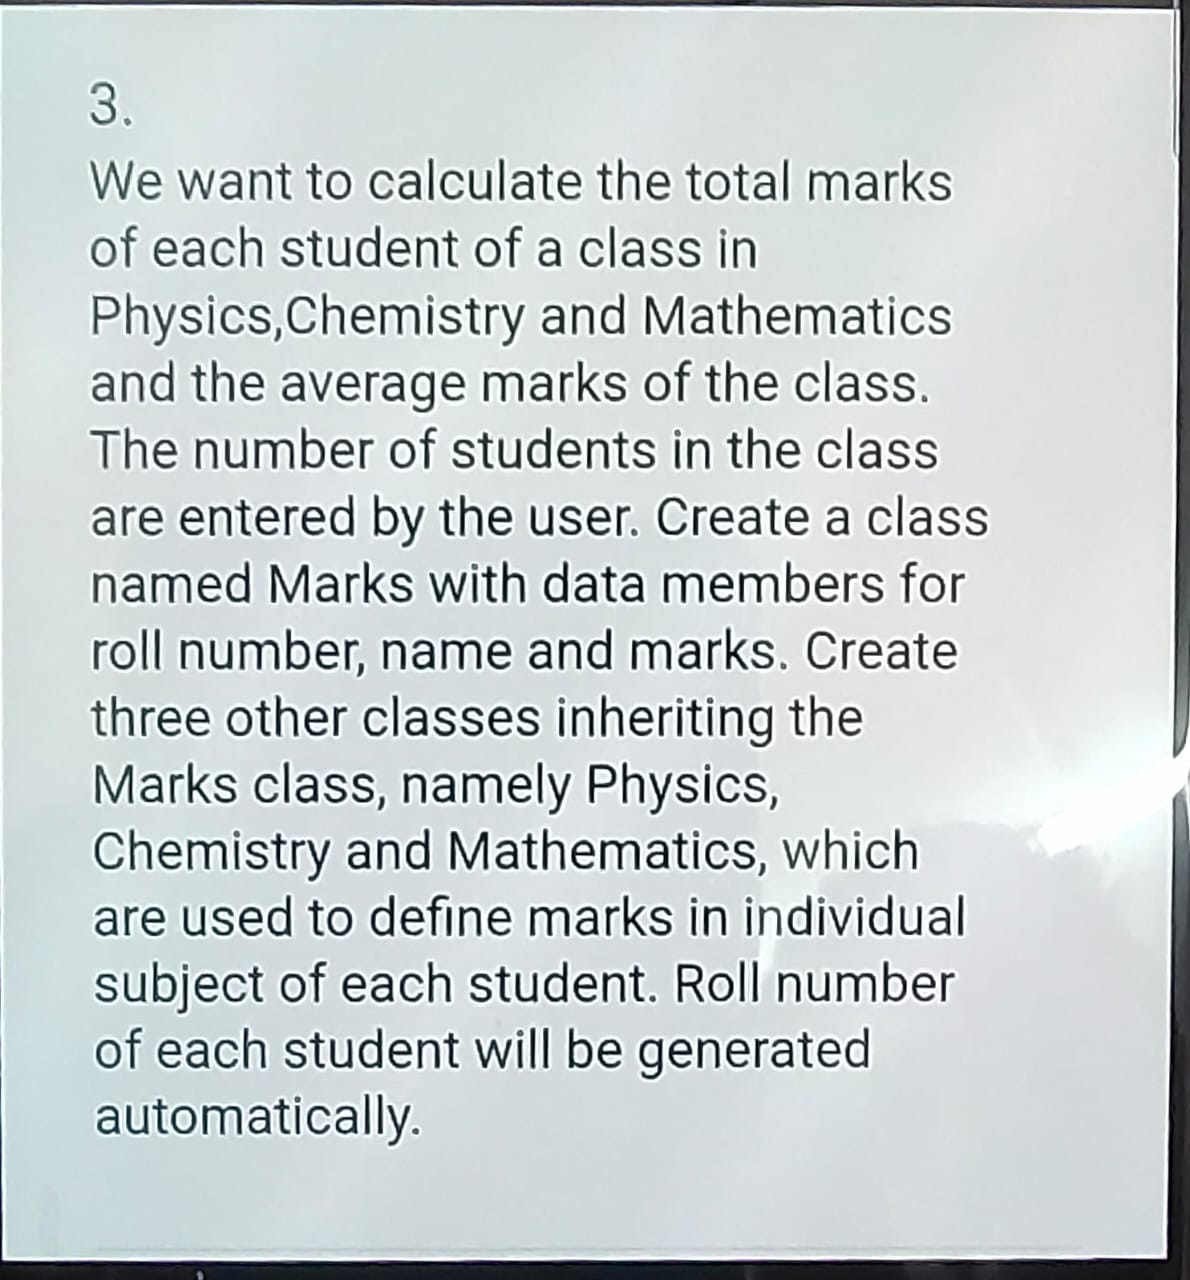 3.
We want to calculate the total marks
of each student of a class in
Physics,Chemistry and Mathematics
and the average marks of the class.
The number of students in the class
are entered by the user. Create a class
named Marks with data members for
roll number, name and marks. Create
three other classes inheriting the
Marks class, namely Physics,
Chemistry and Mathematics, which
are used to define marks in individual
subject of each student. Roll number
of each student will be generated
automatically.